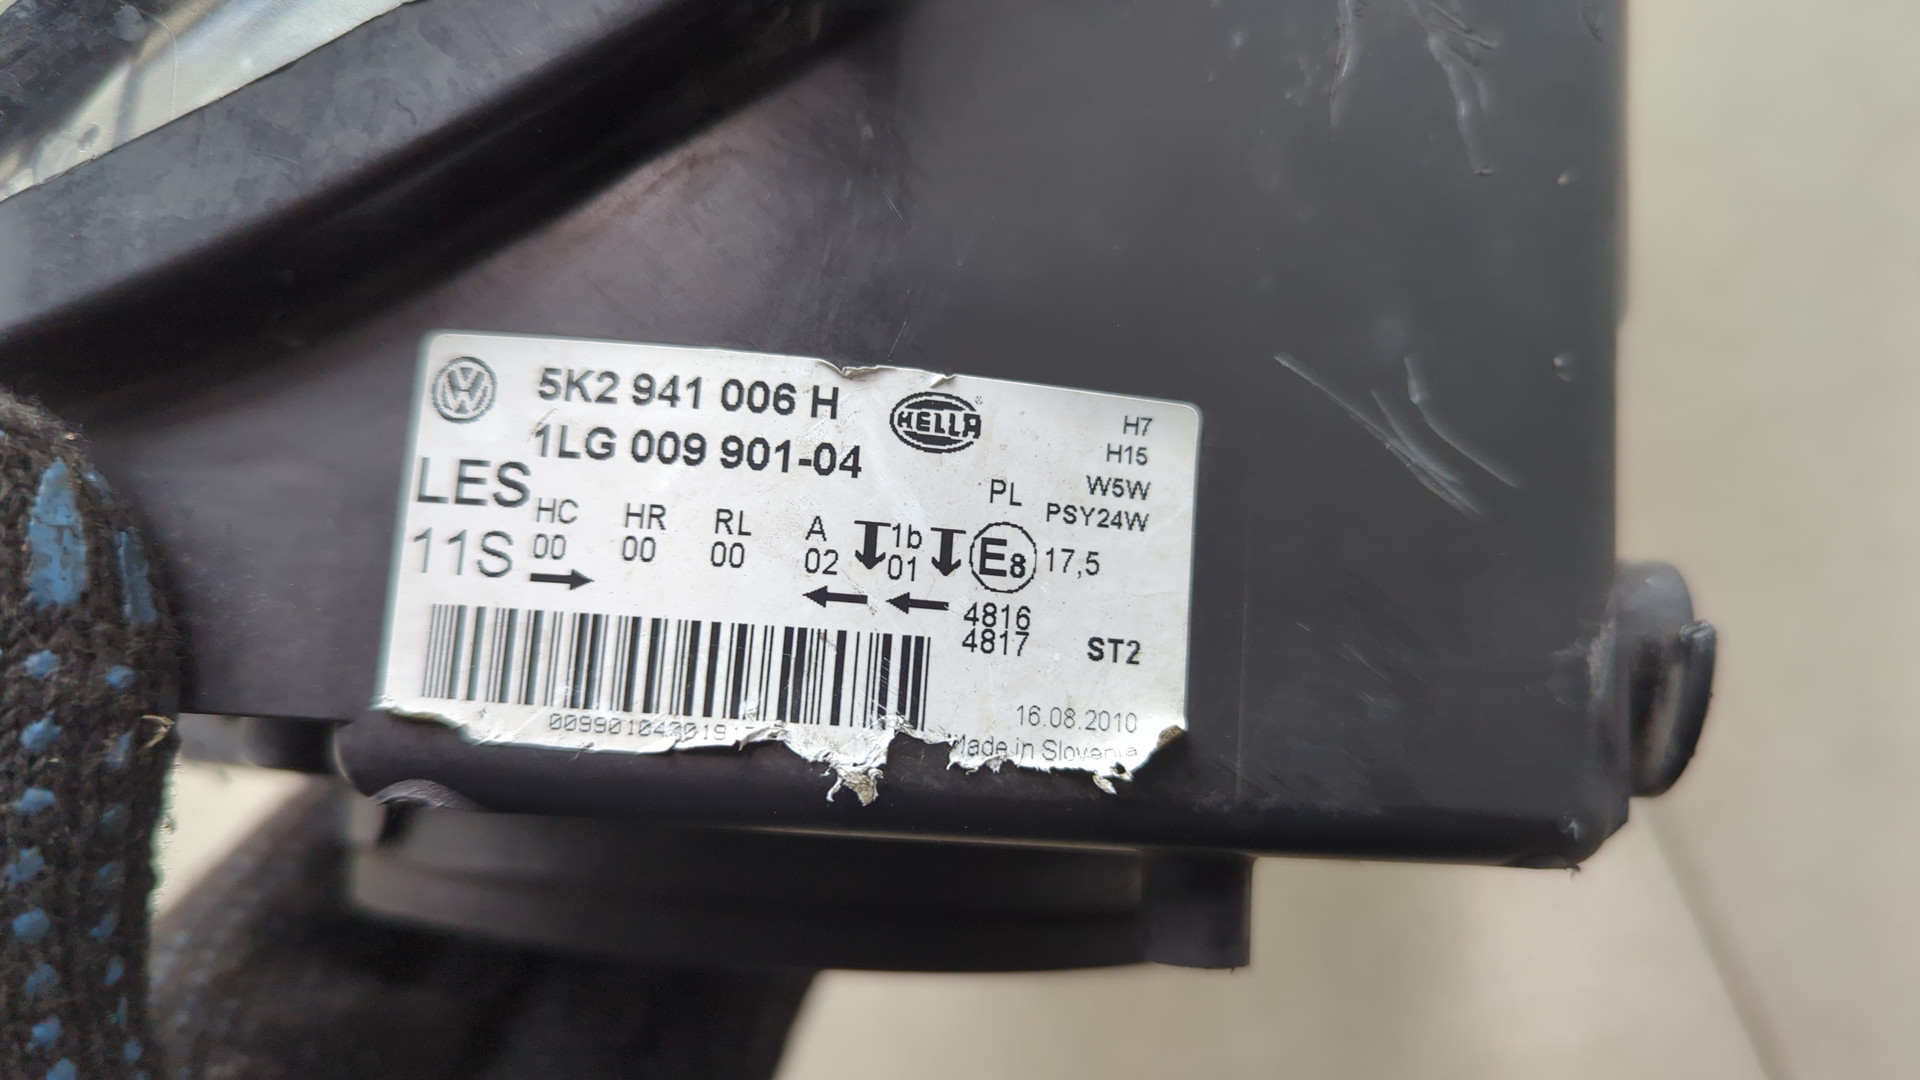 5K2 941 006 H
HELLA
1LG 009 901-04
LES
11S
HC HR RL A 1b
00 00 00 02 01
PL
H7
H15
W5W
PSY24W
E8 17,5
4816
4817
ST2
16.08.2010
Made in Slovenia